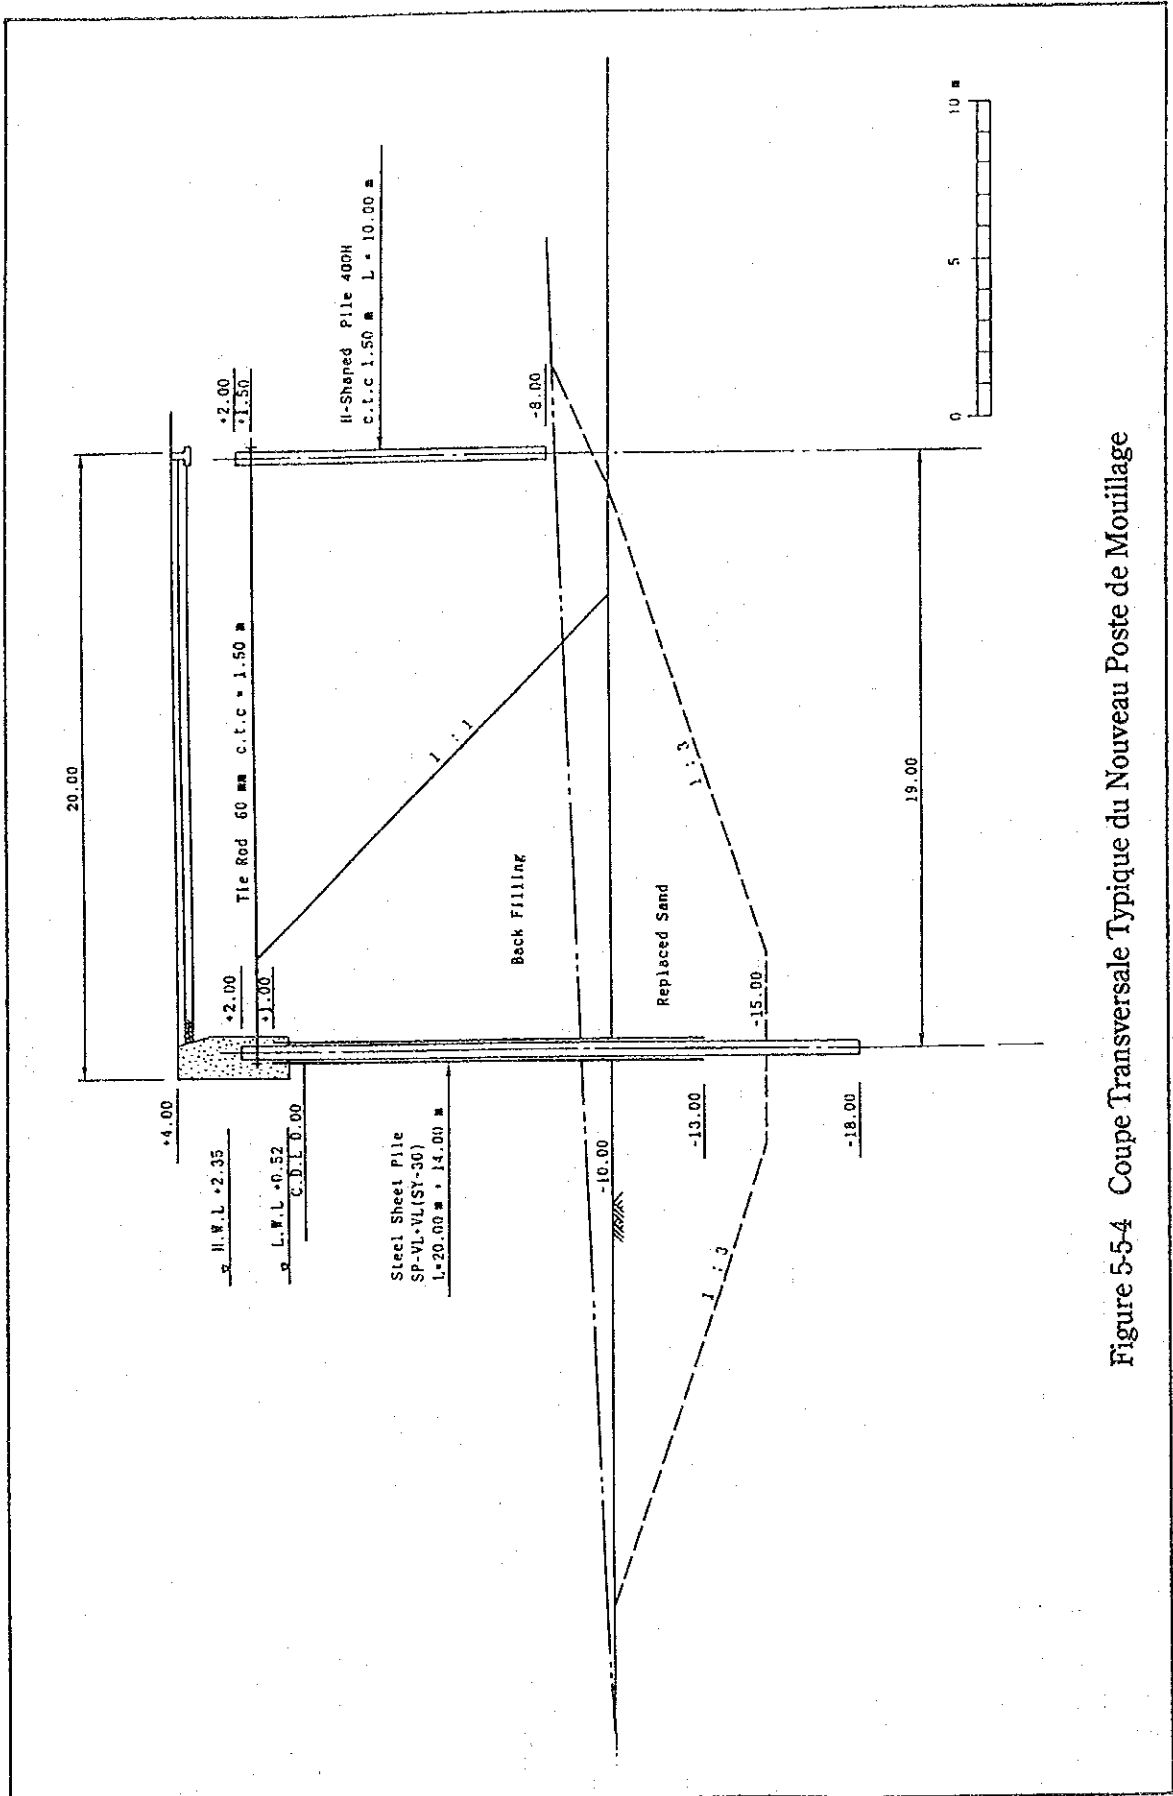 20.00
+4.00
H.W.L +2.35
L.W.L +0.52
C.D.L 0.00
+2.00
+1.00
Tie Rod 60 mm c.t.c = 1.50 m
+2.00
+1.50
H-Shaped Pile 400H
c.t.c 1.50 m L = 10.00 m
Steel Sheet Pile
SP-VL+VL(SY-30)
L=20.00 m + 14.00 m
1 : 1
Back Filling
-8.00
-10.00
Replaced Sand
-13.00
-15.00
-18.00
1 : 3
1 : 3
19.00
0 5 10 m
Figure 5-5-4 Coupe Transversale Typique du Nouveau Poste de Mouillage